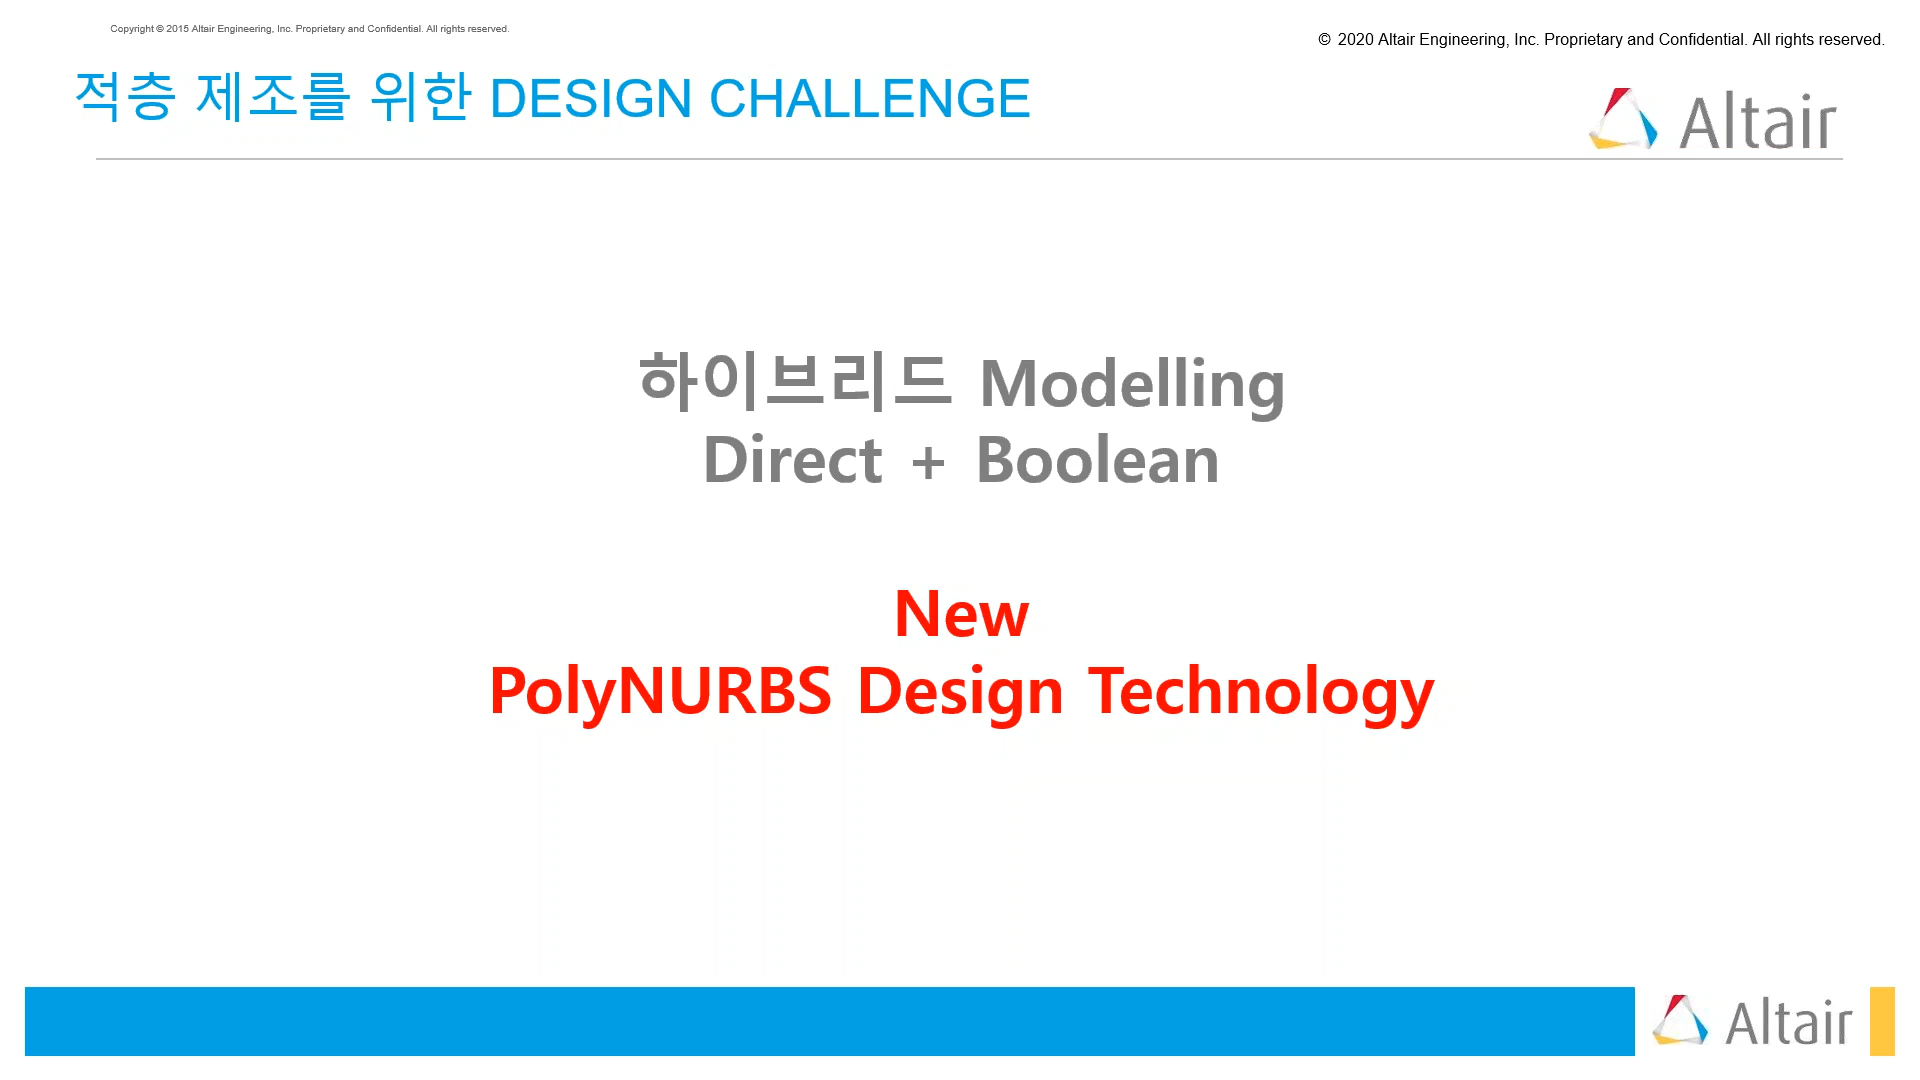 Copyright © 2015 Altair Engineering, Inc. Proprietary and Confidential. All rights reserved.
© 2020 Altair Engineering, Inc. Proprietary and Confidential. All rights reserved.
적층 제조를 위한 DESIGN CHALLENGE
Altair
하이브리드 Modelling
Direct + Boolean
New
PolyNURBS Design Technology
Altair